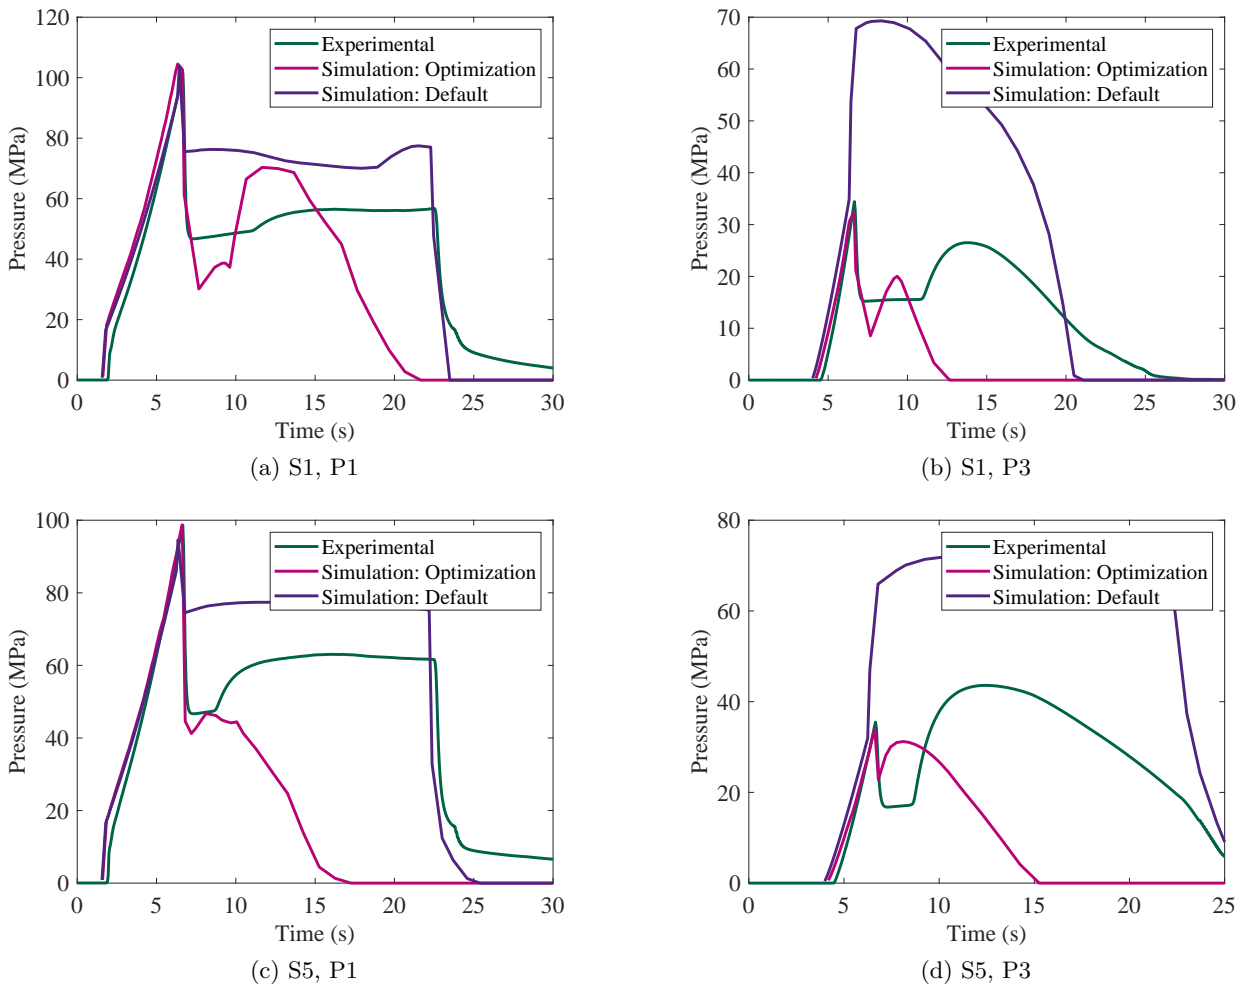 120
100
80
60
40
20
0
Pressure (MPa)
Experimental
Simulation: Optimization
Simulation: Default
0 5 10 15 20 25 30
Time (s)
(a) S1, P1
70
60
50
40
30
20
10
0
Pressure (MPa)
Experimental
Simulation: Optimization
Simulation: Default
0 5 10 15 20 25 30
Time (s)
(b) S1, P3
100
80
60
40
20
0
Pressure (MPa)
Experimental
Simulation: Optimization
Simulation: Default
0 5 10 15 20 25 30
Time (s)
(c) S5, P1
80
60
40
20
0
Pressure (MPa)
Experimental
Simulation: Optimization
Simulation: Default
0 5 10 15 20 25
Time (s)
(d) S5, P3